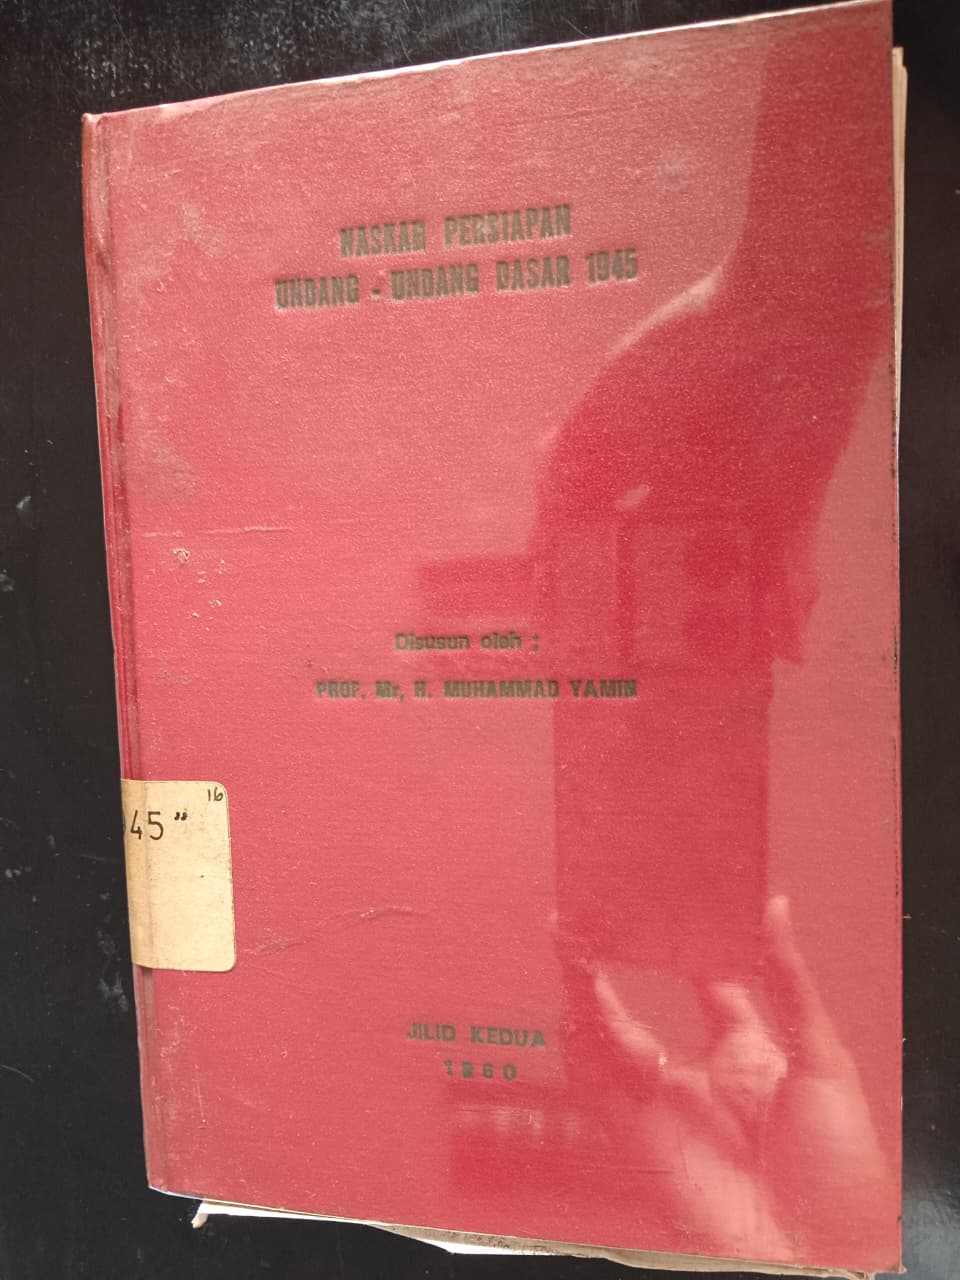 NASKAH PERSIAPAN
UNDANG - UNDANG DASAR 1945
Disusun oleh :
PROF. Mr, H. MUHAMMAD YAMIN
16
45"
JILID KEDUA
1960